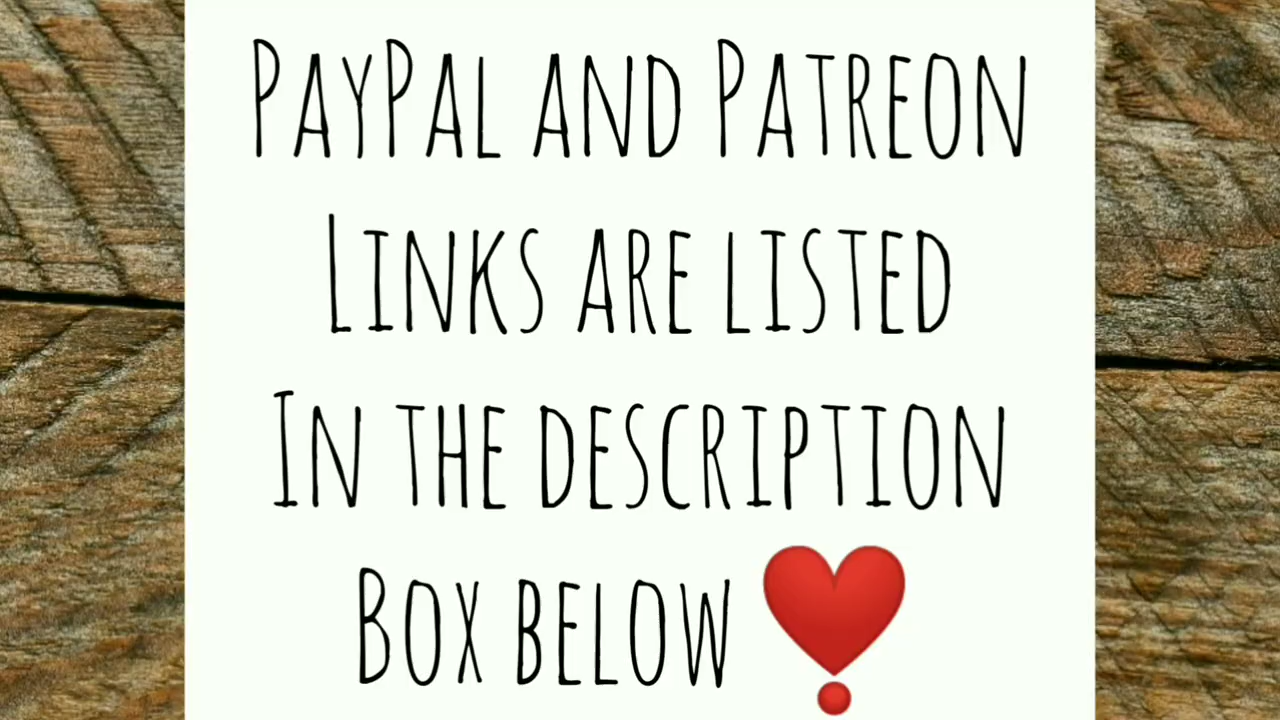 PayPal and Patreon
Links are listed
In the description
Box below ❣